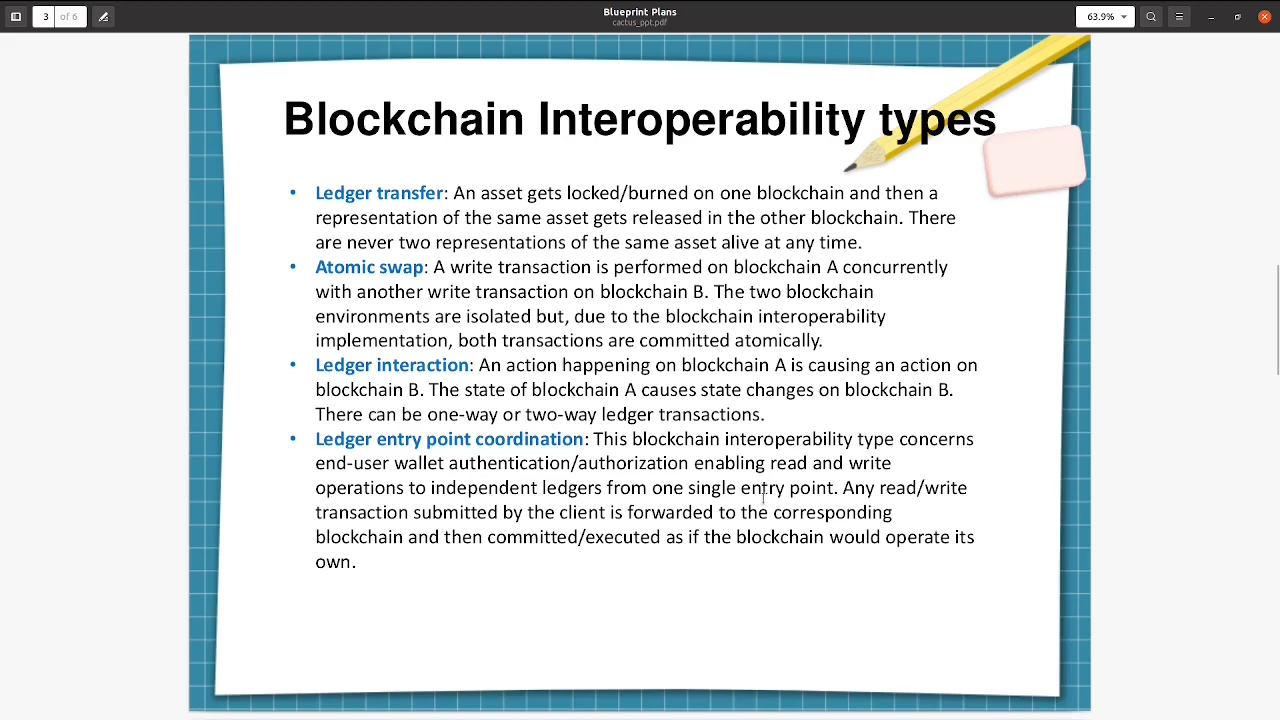 Blueprint Plans
cactus_ppt.pdf
3 of 6
63.9%
Blockchain Interoperability types
• Ledger transfer: An asset gets locked/burned on one blockchain and then a
representation of the same asset gets released in the other blockchain. There
are never two representations of the same asset alive at any time.
• Atomic swap: A write transaction is performed on blockchain A concurrently
with another write transaction on blockchain B. The two blockchain
environments are isolated but, due to the blockchain interoperability
implementation, both transactions are committed atomically.
• Ledger interaction: An action happening on blockchain A is causing an action on
blockchain B. The state of blockchain A causes state changes on blockchain B.
There can be one-way or two-way ledger transactions.
• Ledger entry point coordination: This blockchain interoperability type concerns
end-user wallet authentication/authorization enabling read and write
operations to independent ledgers from one single entry point. Any read/write
transaction submitted by the client is forwarded to the corresponding
blockchain and then committed/executed as if the blockchain would operate its
own.